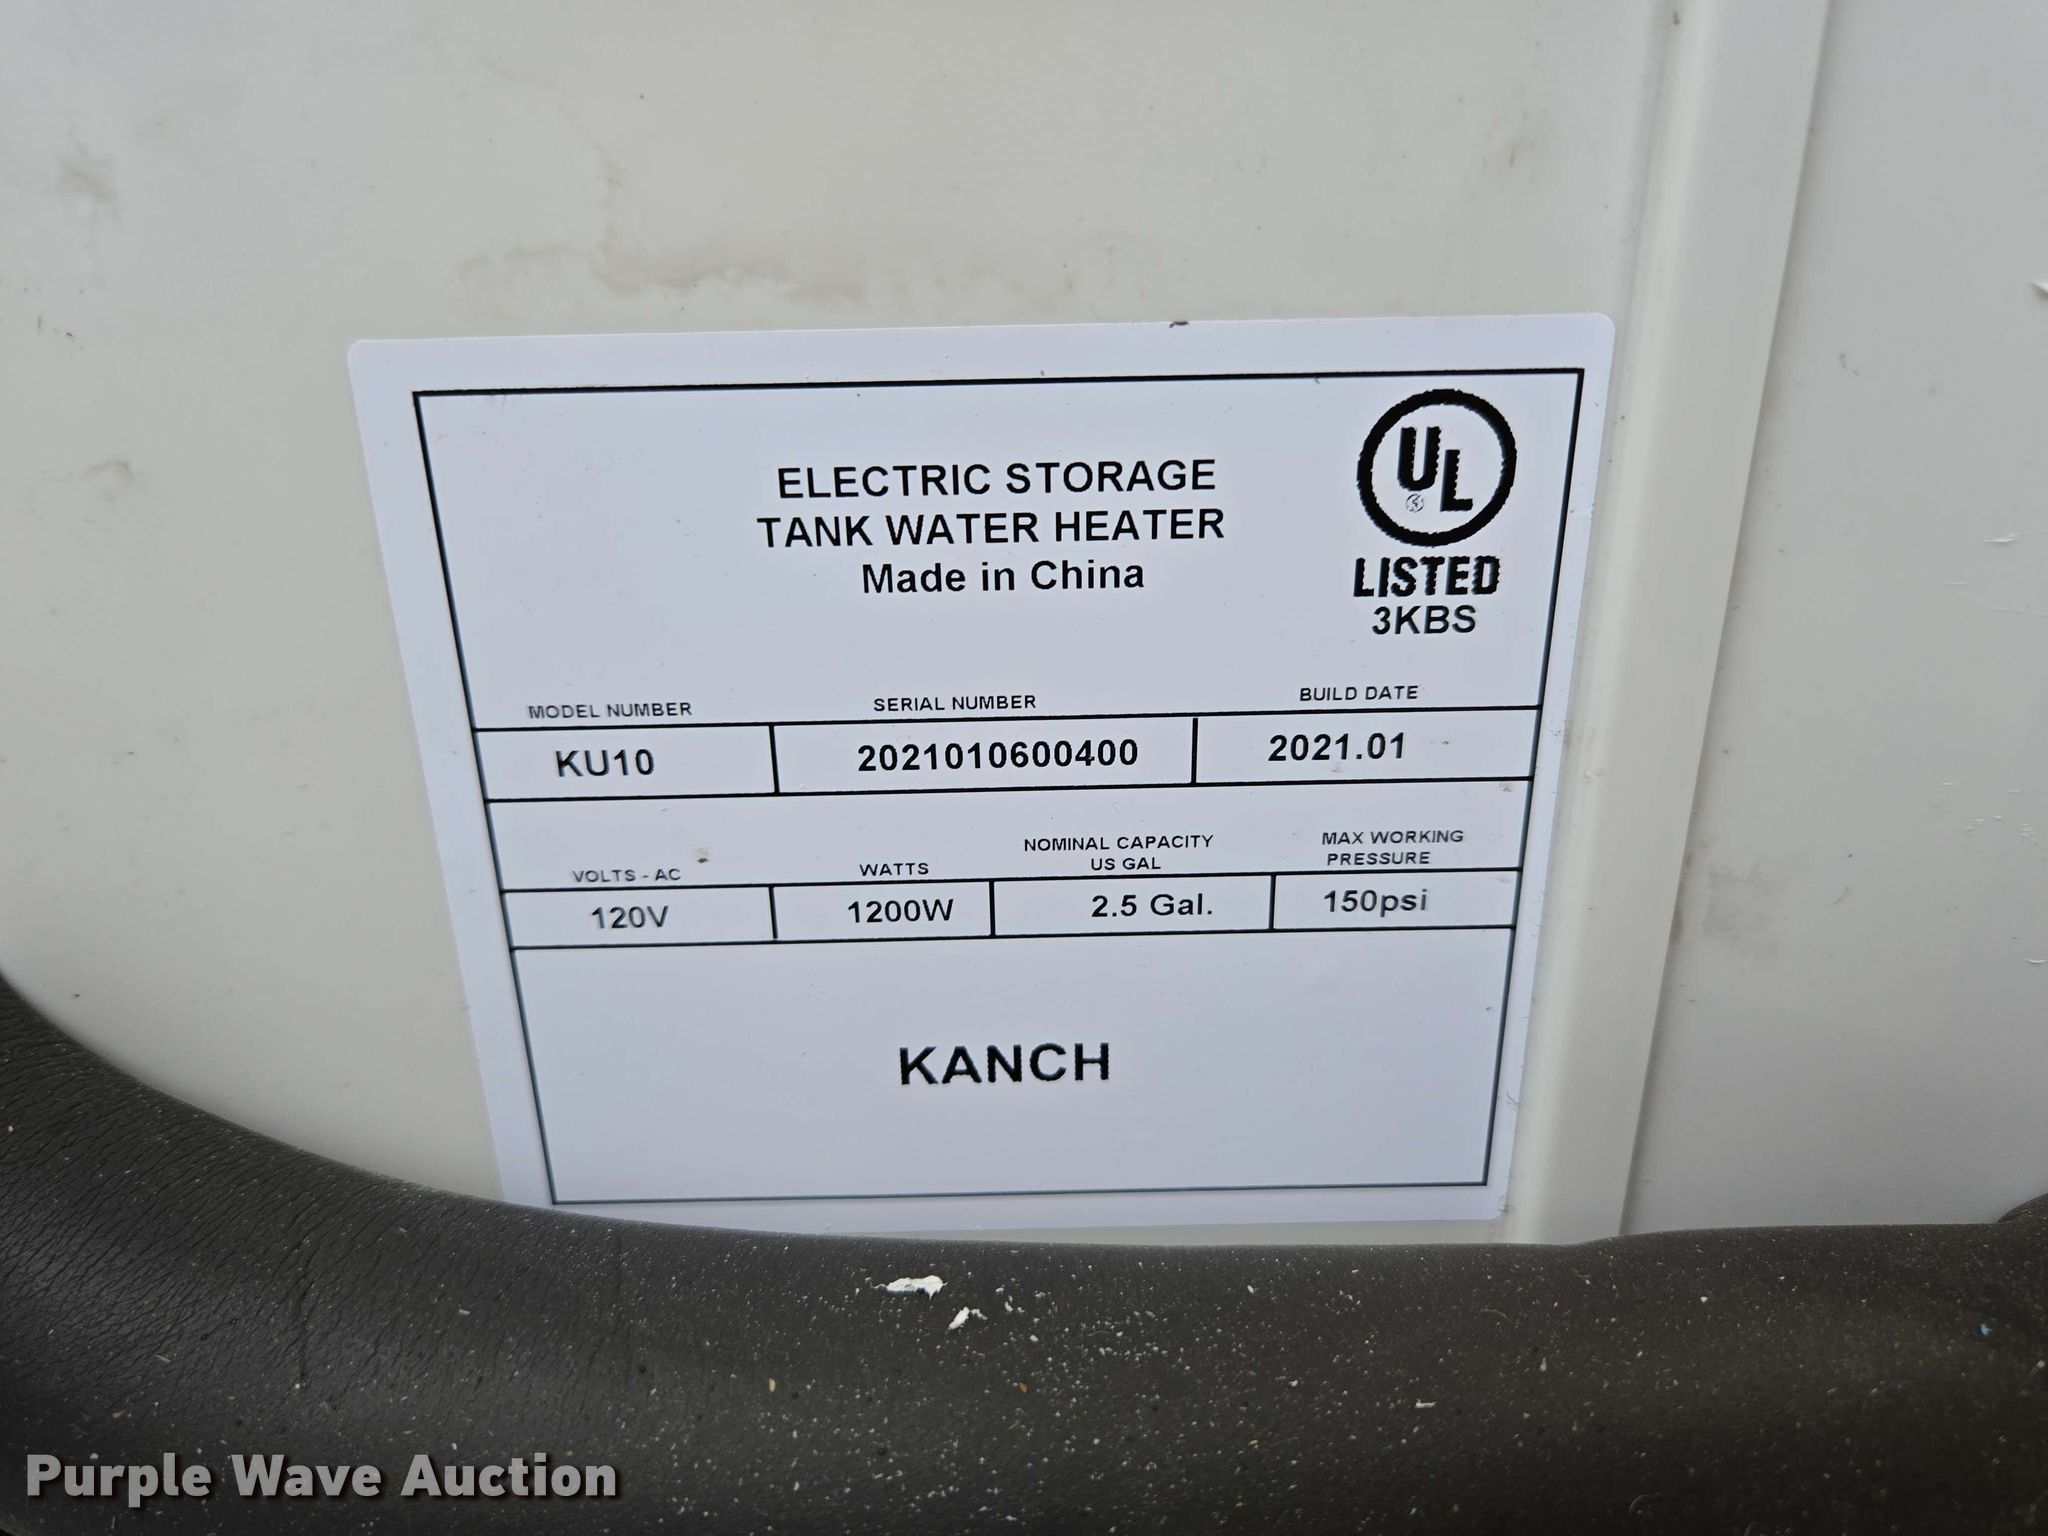 ELECTRIC STORAGE
TANK WATER HEATER
Made in China
UL
LISTED
3KBS
MODEL NUMBER SERIAL NUMBER BUILD DATE
KU10 2021010600400 2021.01
VOLTS - AC WATTS NOMINAL CAPACITY US GAL MAX WORKING PRESSURE
120V 1200W 2.5 Gal. 150psi
KANCH
Purple Wave Auction